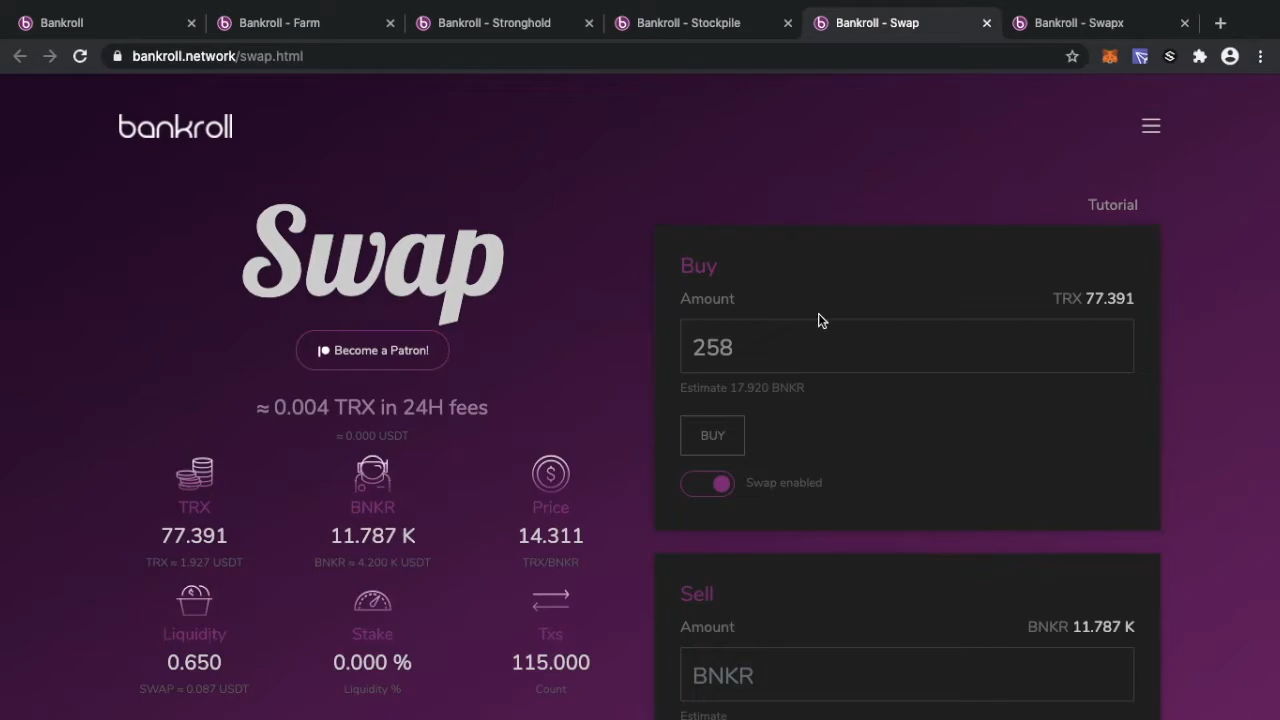 Bankroll
Bankroll - Farm
Bankroll - Stronghold
Bankroll - Stockpile
Bankroll - Swap
Bankroll - Swapx
bankroll.network/swap.html
bankroll
Tutorial
Swap
Become a Patron!
≈ 0.004 TRX in 24H fees
≈ 0.000 USDT
TRX
77.391
TRX ≈ 1.927 USDT
BNKR
11.787 K
BNKR ≈ 4.200 K USDT
Price
14.311
TRX/BNKR
Liquidity
0.650
SWAP ≈ 0.087 USDT
Stake
0.000 %
Liquidity %
Txs
115.000
Count
Buy
Amount
TRX 77.391
258
Estimate 17.920 BNKR
BUY
Swap enabled
Sell
Amount
BNKR 11.787 K
BNKR
Estimate